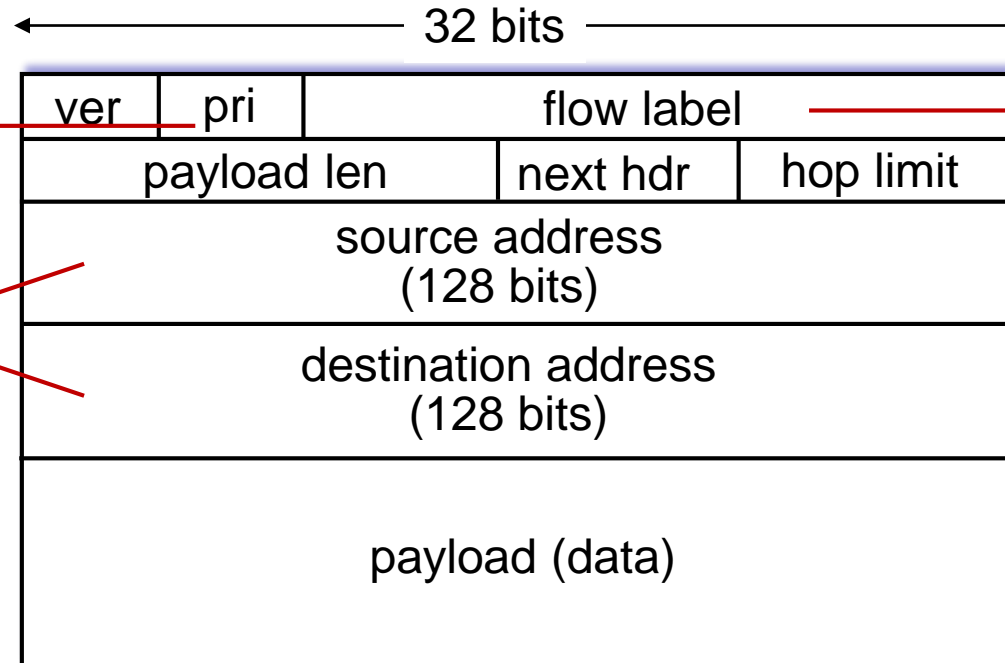 32 bits
ver pri flow label
payload len next hdr hop limit
source address
(128 bits)
destination address
(128 bits)
payload (data)